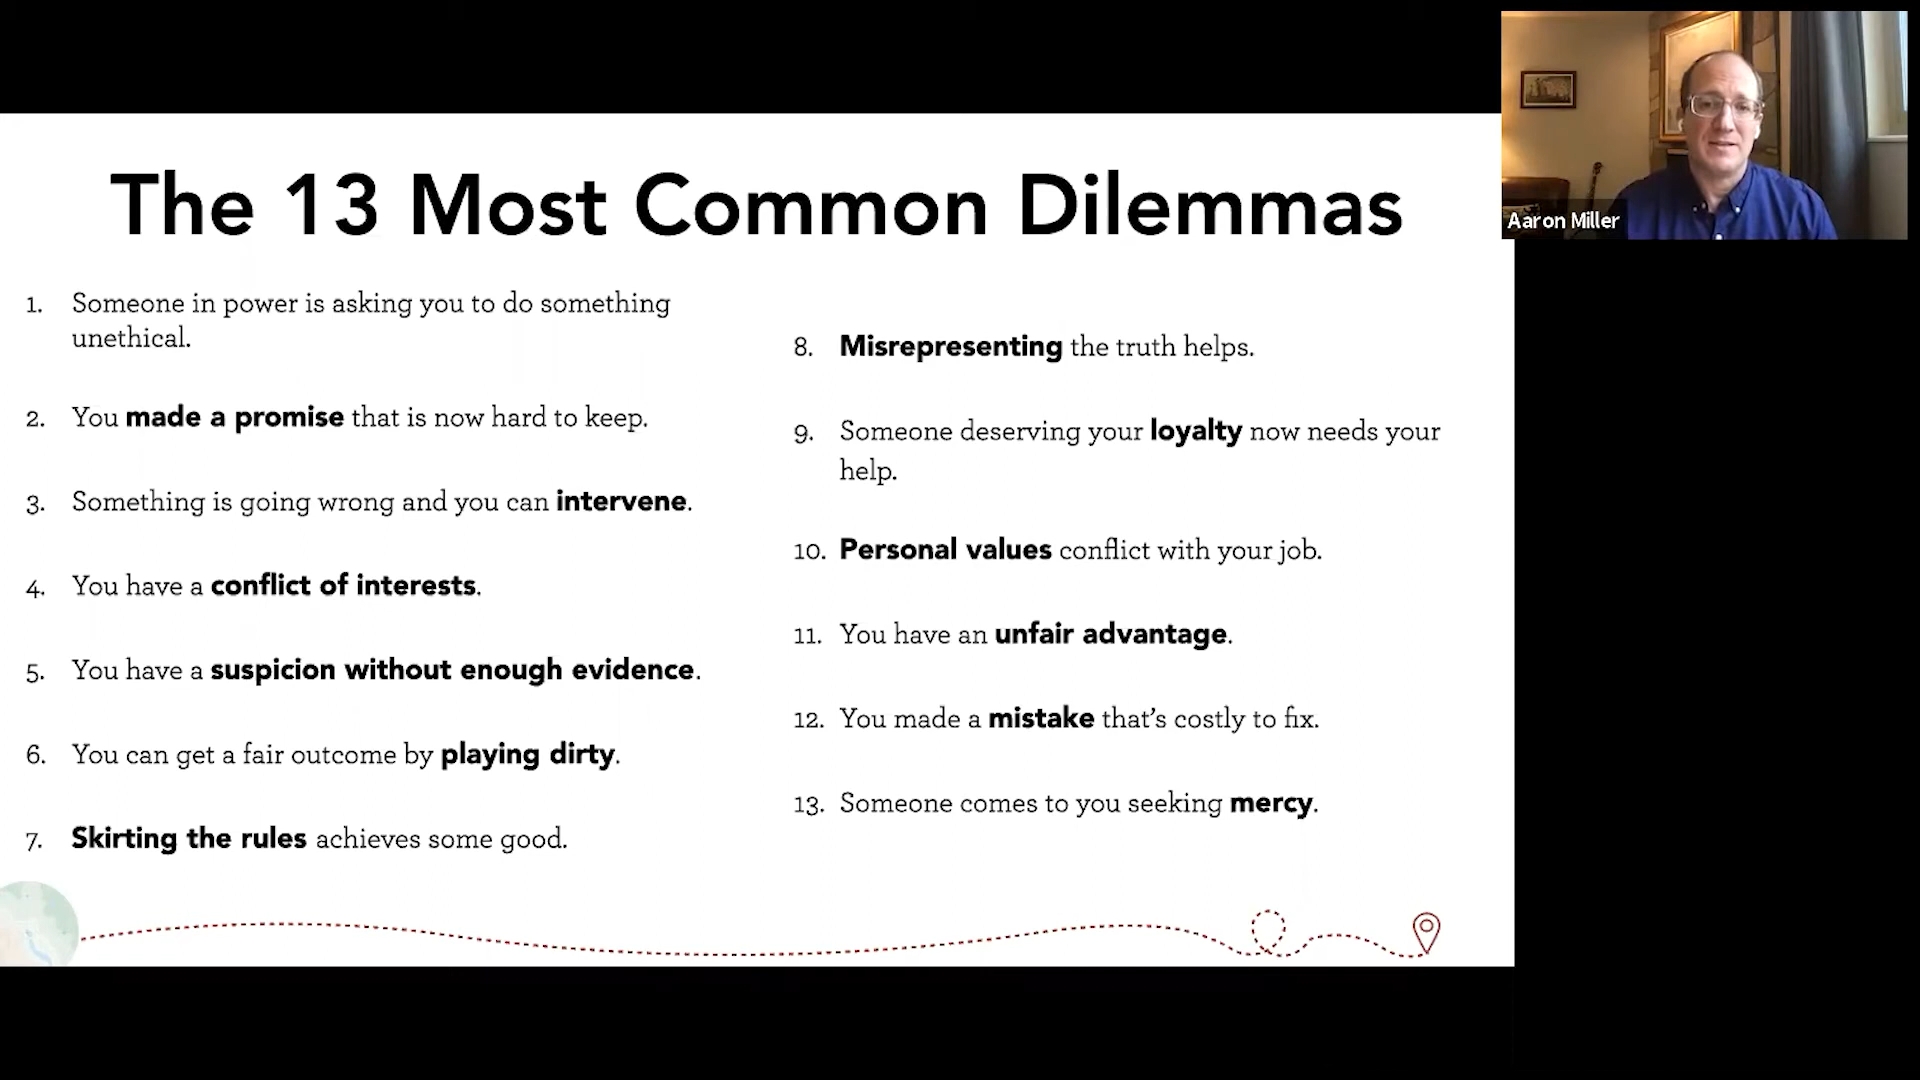 The 13 Most Common Dilemmas
1. Someone in power is asking you to do something
unethical.
2. You made a promise that is now hard to keep.
3. Something is going wrong and you can intervene.
4. You have a conflict of interests.
5. You have a suspicion without enough evidence.
6. You can get a fair outcome by playing dirty.
7. Skirting the rules achieves some good.
8. Misrepresenting the truth helps.
9. Someone deserving your loyalty now needs your
help.
10. Personal values conflict with your job.
11. You have an unfair advantage.
12. You made a mistake that’s costly to fix.
13. Someone comes to you seeking mercy.
Aaron Miller